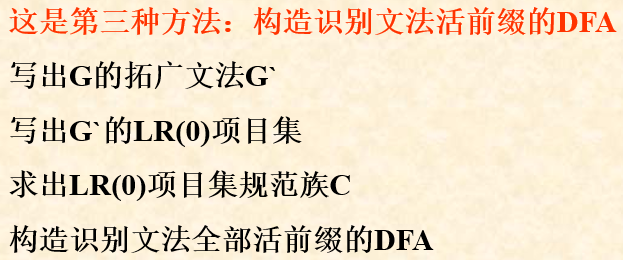 这是第三种方法：构造识别文法活前缀的DFA
写出G的拓广文法G`
写出G`的LR(0)项目集
求出LR(0)项目集规范族C
构造识别文法全部活前缀的DFA